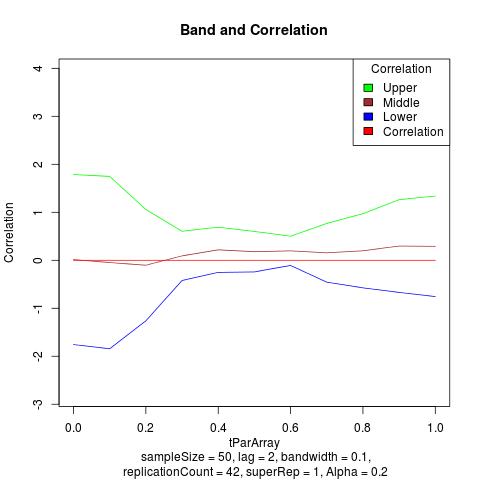 Band and Correlation
Correlation
4
3
2
1
0
-1
-2
-3
Correlation
Upper
Middle
Lower
Correlation
0.0 0.2 0.4 0.6 0.8 1.0
tParArray
sampleSize = 50, lag = 2, bandwidth = 0.1,
replicationCount = 42, superRep = 1, Alpha = 0.2